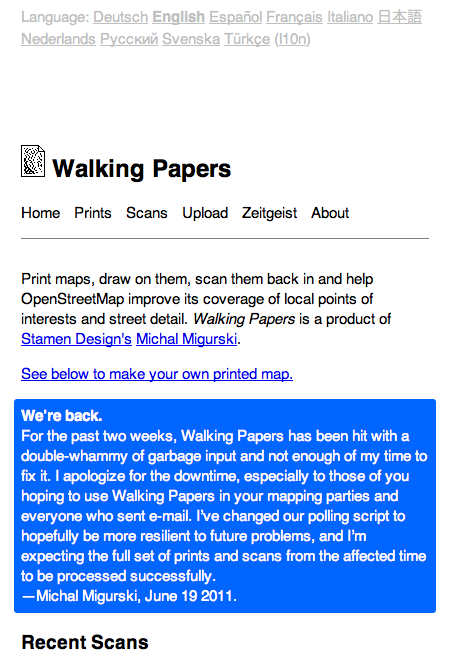 Language: Deutsch English Español Français Italiano 日本語
Nederlands Русский Svenska Türkçe (l10n)
Walking Papers
Home Prints Scans Upload Zeitgeist About
Print maps, draw on them, scan them back in and help
OpenStreetMap improve its coverage of local points of
interests and street detail. Walking Papers is a product of
Stamen Design's Michal Migurski.
See below to make your own printed map.
We're back.
For the past two weeks, Walking Papers has been hit with a
double-whammy of garbage input and not enough of my time to
fix it. I apologize for the downtime, especially to those of you
hoping to use Walking Papers in your mapping parties and
everyone who sent e-mail. I've changed our polling script to
hopefully be more resilient to future problems, and I'm
expecting the full set of prints and scans from the affected time
to be processed successfully.
—Michal Migurski, June 19 2011.
Recent Scans